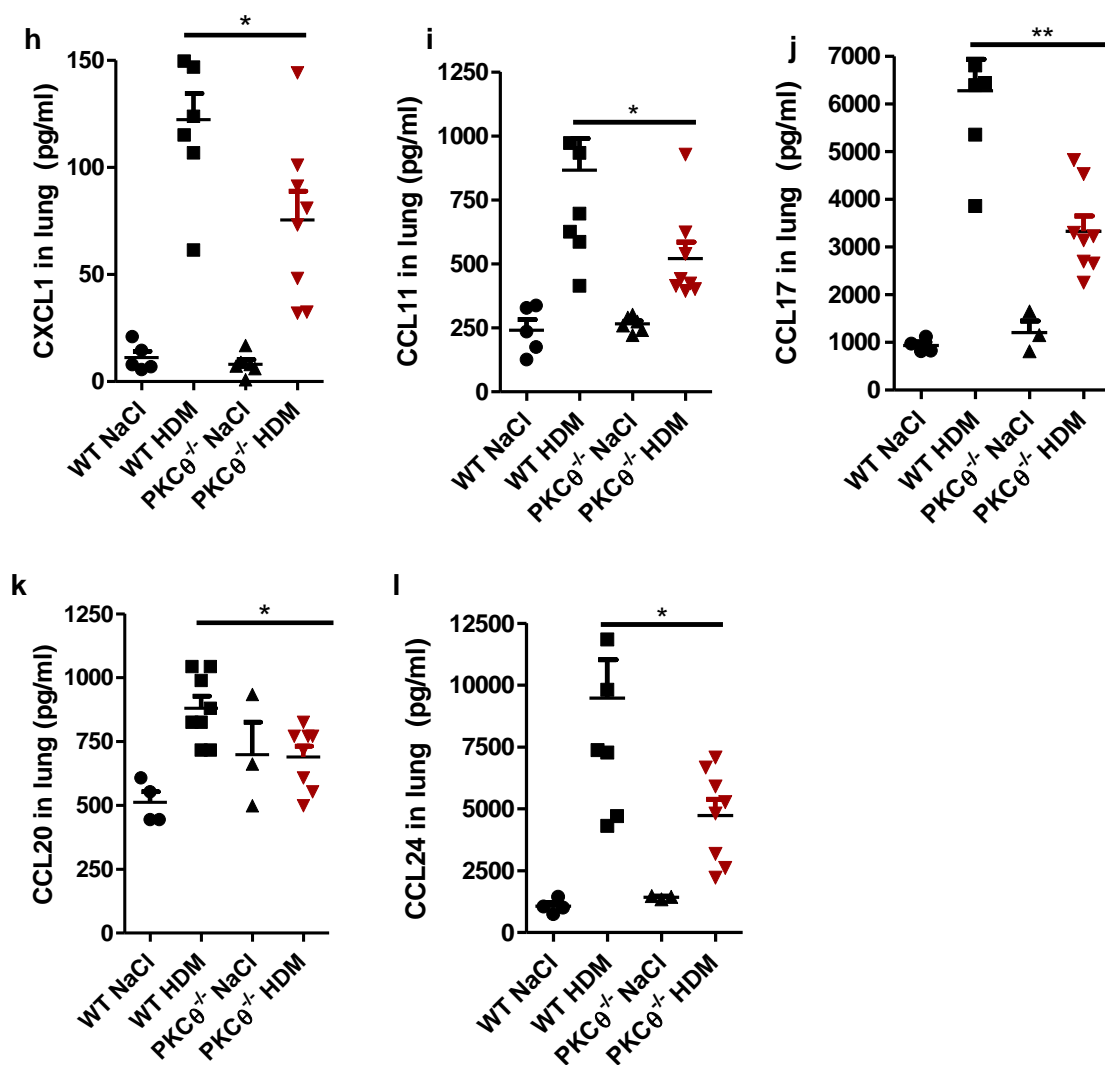 h
*
CXCL1 in lung (pg/ml)
150
100
50
0
WT NaCl
WT HDM
PKCθ-/- NaCl
PKCθ-/- HDM
i
*
CCL11 in lung (pg/ml)
1250
1000
750
500
250
0
WT NaCl
WT HDM
PKCθ-/- NaCl
PKCθ-/- HDM
j
**
CCL17 in lung (pg/ml)
7000
6000
5000
4000
3000
2000
1000
0
WT NaCl
WT HDM
PKCθ-/- NaCl
PKCθ-/- HDM
k
*
CCL20 in lung (pg/ml)
1250
1000
750
500
250
0
WT NaCl
WT HDM
PKCθ-/- NaCl
PKCθ-/- HDM
l
*
CCL24 in lung (pg/ml)
12500
10000
7500
5000
2500
0
WT NaCl
WT HDM
PKCθ-/- NaCl
PKCθ-/- HDM